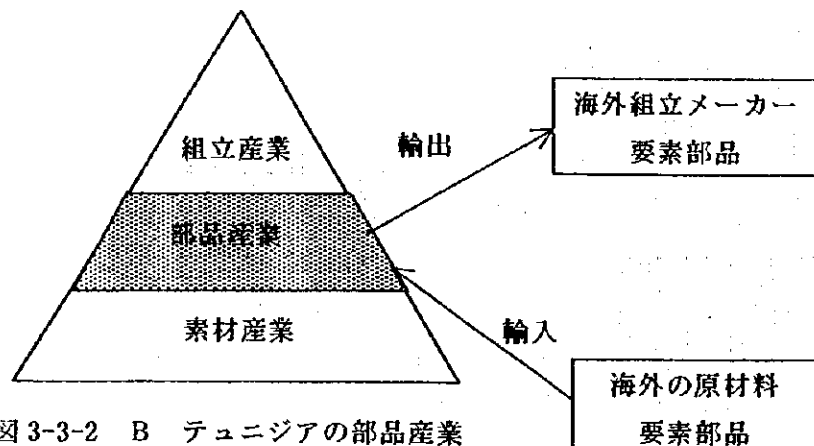 組立産業
部品産業
素材産業
輸出
海外組立メーカー
要素部品
輸入
海外の原材料
要素部品
図3-3-2 B テュニジアの部品産業